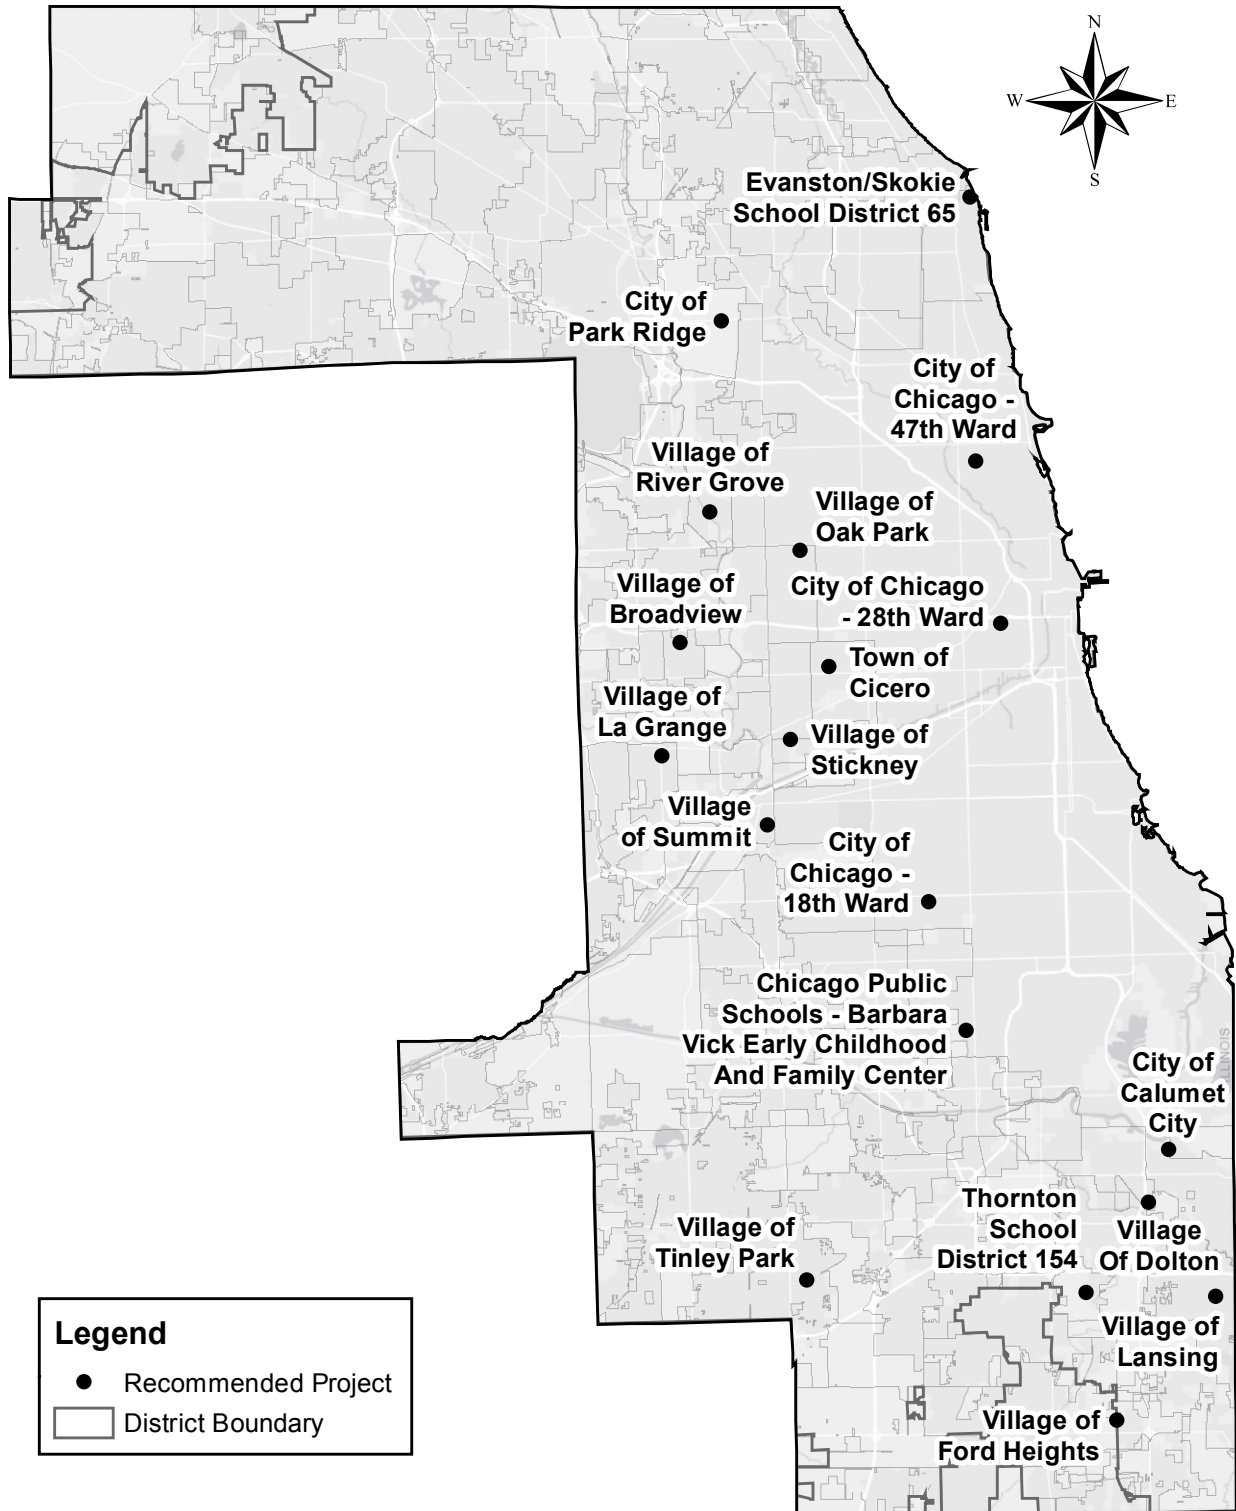 N
W
E
S
Evanston/Skokie
School District 65
City of
Park Ridge
City of
Chicago -
47th Ward
Village of
River Grove
Village of
Oak Park
Village of
Broadview
City of Chicago
- 28th Ward
Town of
Cicero
Village of
La Grange
Village of
Stickney
Village
of Summit
City of
Chicago -
18th Ward
Chicago Public
Schools - Barbara
Vick Early Childhood
And Family Center
ILLINOIS
City of
Calumet
City
Thornton
School
District 154
Village
Of Dolton
Village of
Tinley Park
Village of
Lansing
Village of
Ford Heights
Legend
Recommended Project
District Boundary